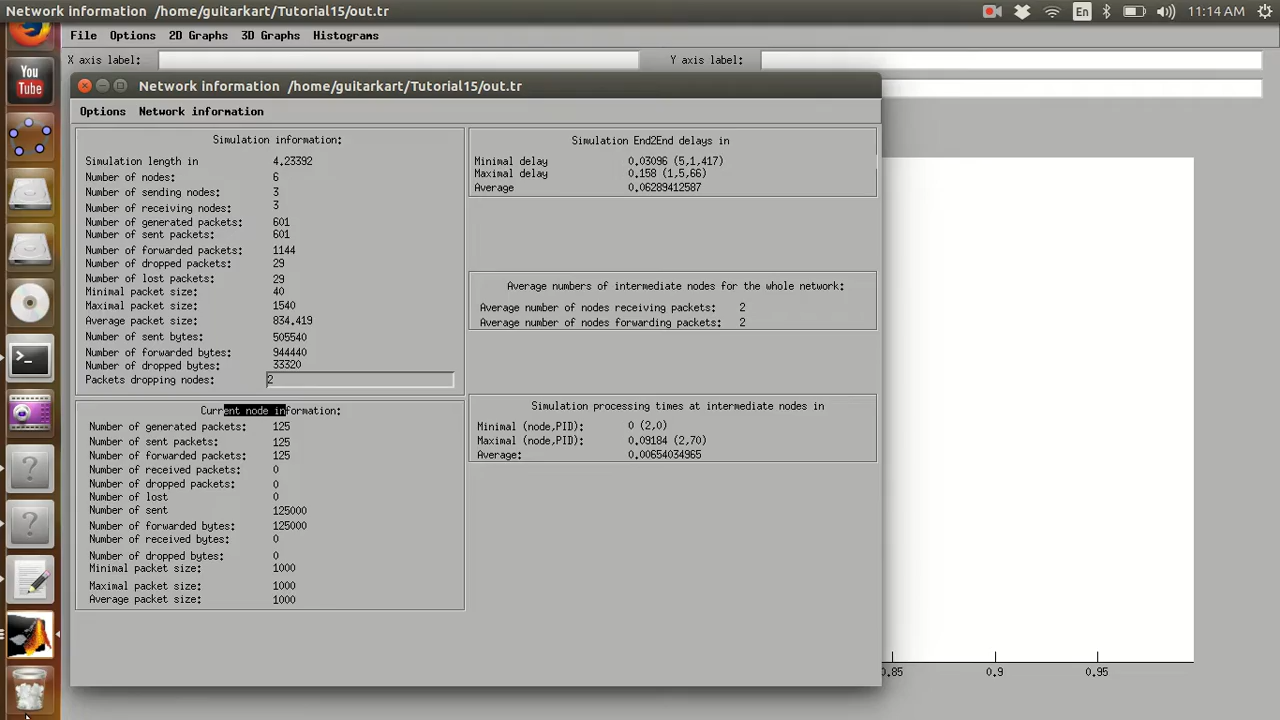 Network information /home/guitarkart/Tutorial15/out.tr
En
11:14 AM
File Options 2D Graphs 3D Graphs Histograms
X axis label:
Y axis label:
You
Tube
Network information /home/guitarkart/Tutorial15/out.tr
Options Network information
Simulation information:
Simulation length in 4.23392
Number of nodes: 6
Number of sending nodes: 3
Number of receiving nodes: 3
Number of generated packets: 601
Number of sent packets: 601
Number of forwarded packets: 1144
Number of dropped packets: 29
Number of lost packets: 29
Minimal packet size: 40
Maximal packet size: 1540
Average packet size: 834.419
Number of sent bytes: 505540
Number of forwarded bytes: 944440
Number of dropped bytes: 33320
Packets dropping nodes: 2
Current node information:
Number of generated packets: 125
Number of sent packets: 125
Number of forwarded packets: 125
Number of received packets: 0
Number of dropped packets: 0
Number of lost 0
Number of sent 125000
Number of forwarded bytes: 125000
Number of received bytes: 0
Number of dropped bytes: 0
Minimal packet size: 1000
Maximal packet size: 1000
Average packet size: 1000
Simulation End2End delays in
Minimal delay 0.03096 (5,1,417)
Maximal delay 0.158 (1,5,66)
Average 0.06289412587
Average numbers of intermediate nodes for the whole network:
Average number of nodes receiving packets: 2
Average number of nodes forwarding packets: 2
Simulation processing times at intermediate nodes in
Minimal (node,PID): 0 (2,0)
Maximal (node,PID): 0.09184 (2,70)
Average: 0.00654034965
0.85 0.9 0.95